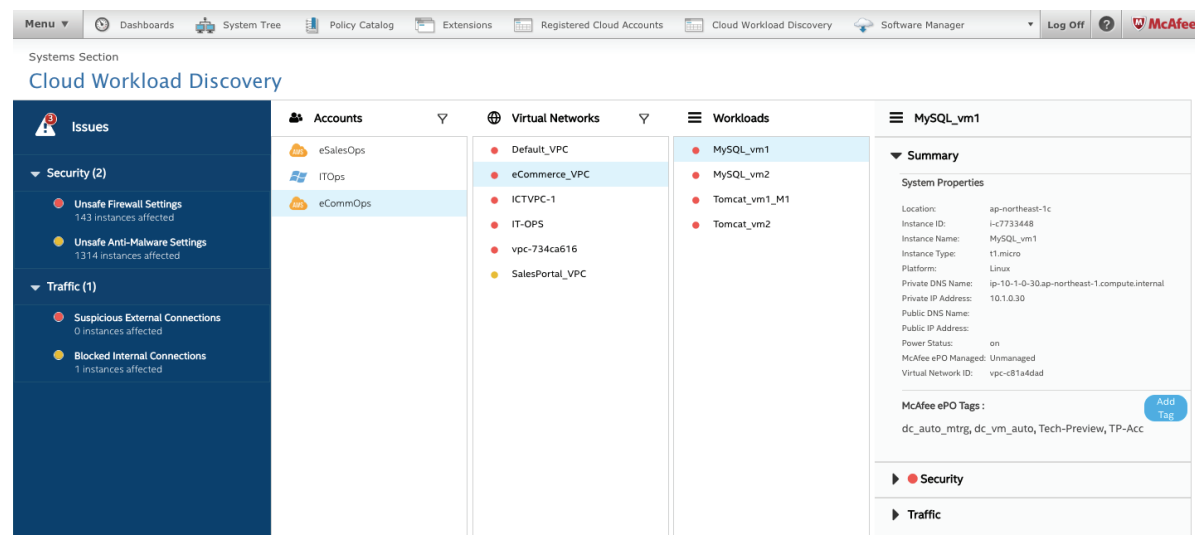 Menu ▼ Dashboards System Tree Policy Catalog Extensions Registered Cloud Accounts Cloud Workload Discovery Software Manager ▼ Log Off ? McAfee
Systems Section
Cloud Workload Discovery
3 Issues
Security (2)
Unsafe Firewall Settings
143 instances affected
Unsafe Anti-Malware Settings
1314 instances affected
Traffic (1)
Suspicious External Connections
0 instances affected
Blocked Internal Connections
1 instances affected
Accounts
AWS eSalesOps
ITOps
AWS eCommOps
Virtual Networks
Default_VPC
eCommerce_VPC
ICTVPC-1
IT-OPS
vpc-734ca616
SalesPortal_VPC
Workloads
MySQL_vm1
MySQL_vm2
Tomcat_vm1_M1
Tomcat_vm2
MySQL_vm1
Summary
System Properties
Location: ap-northeast-1c
Instance ID: i-c7733448
Instance Name: MySQL_vm1
Instance Type: t1.micro
Platform: Linux
Private DNS Name: ip-10-1-0-30.ap-northeast-1.compute.internal
Private IP Address: 10.1.0.30
Public DNS Name:
Public IP Address:
Power Status: on
McAfee ePO Managed: Unmanaged
Virtual Network ID: vpc-c81a4dad
McAfee ePO Tags :
Add
Tag
dc_auto_mtrg, dc_vm_auto, Tech-Preview, TP-Acc
Security
Traffic